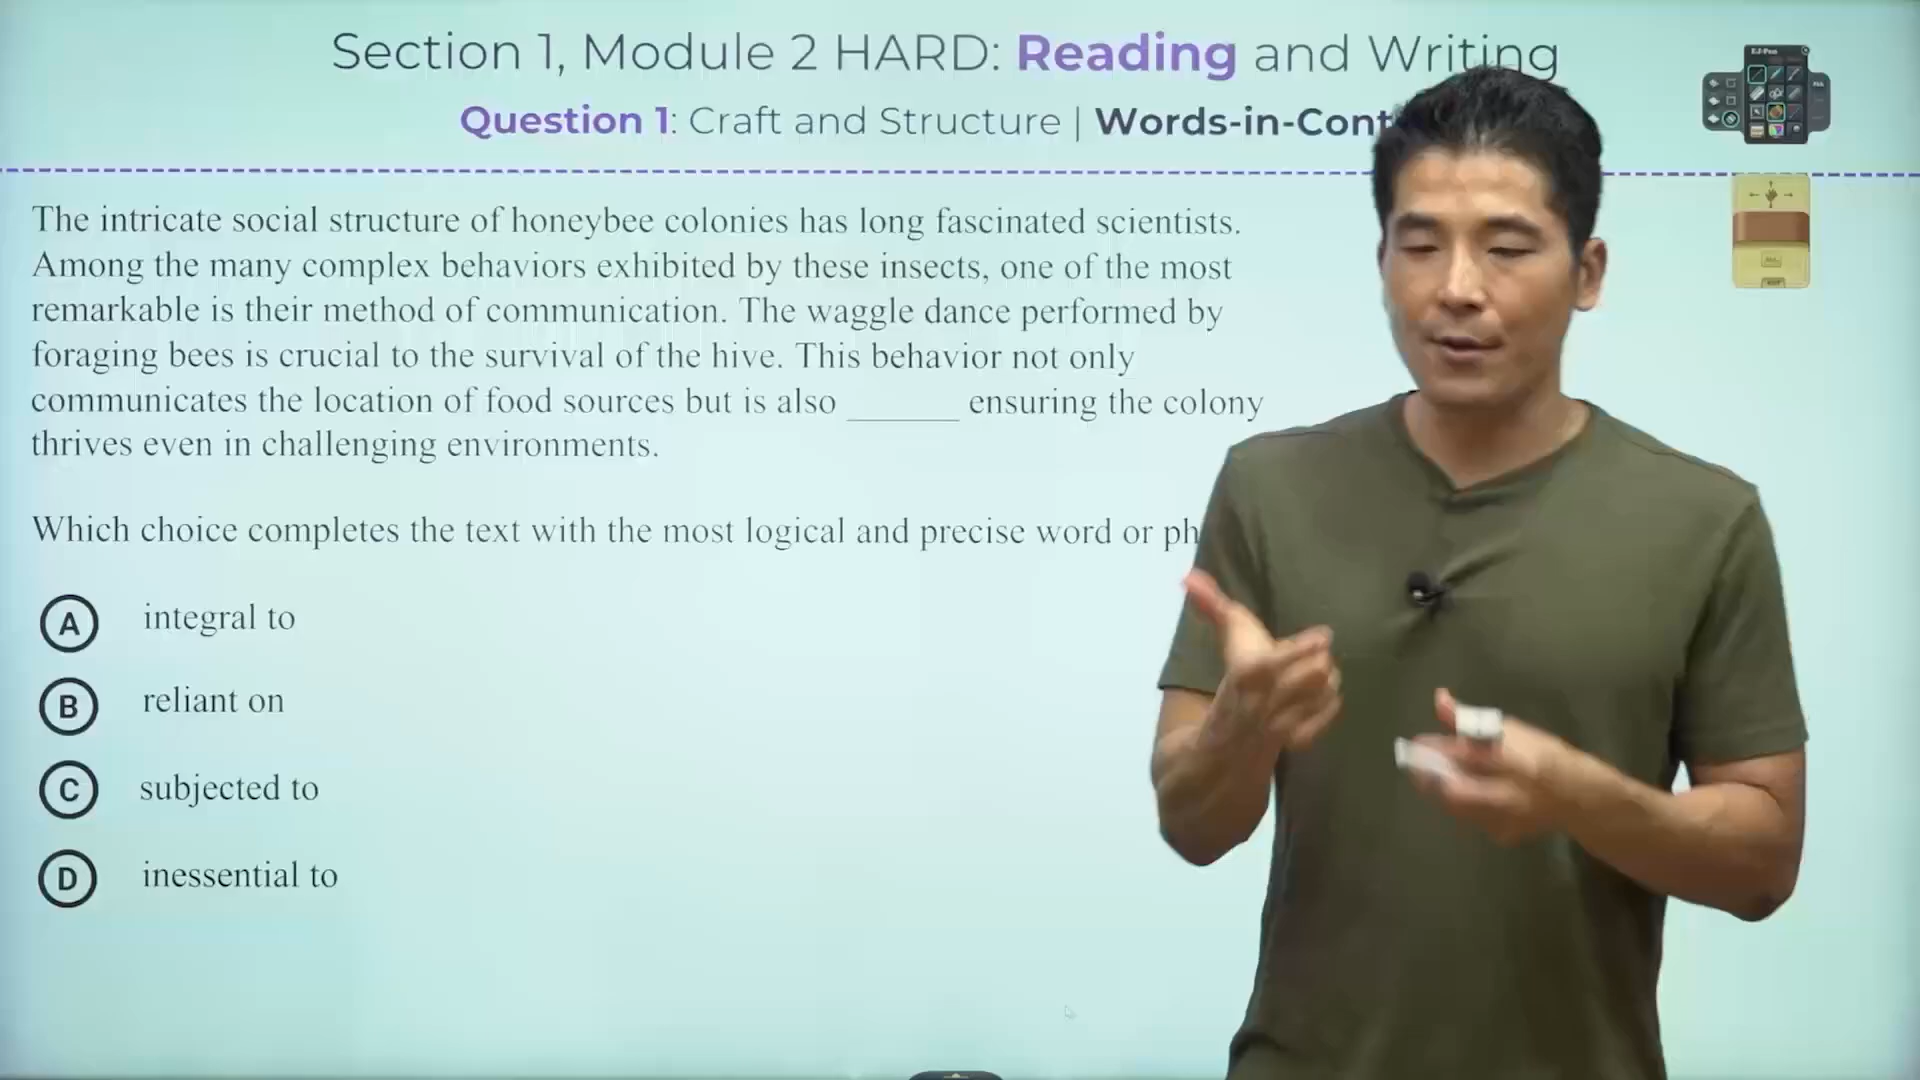 Section 1, Module 2 HARD: Reading and Writing
Question 1: Craft and Structure | Words-in-Cont
The intricate social structure of honeybee colonies has long fascinated scientists.
Among the many complex behaviors exhibited by these insects, one of the most
remarkable is their method of communication. The waggle dance performed by
foraging bees is crucial to the survival of the hive. This behavior not only
communicates the location of food sources but is also ______ ensuring the colony
thrives even in challenging environments.
Which choice completes the text with the most logical and precise word or ph
A integral to
B reliant on
C subjected to
D inessential to